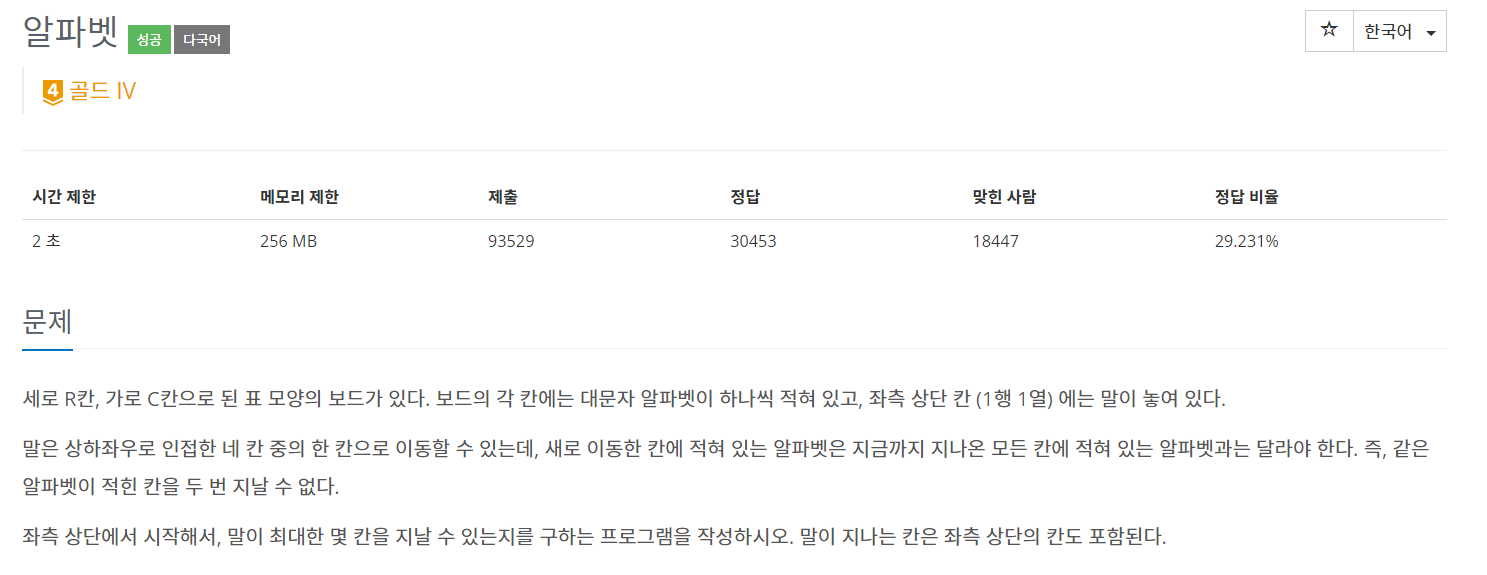 알파벳 성공 다국어
☆ 한국어
4 골드 IV
시간 제한 메모리 제한 제출 정답 맞힌 사람 정답 비율
2 초 256 MB 93529 30453 18447 29.231%
문제
세로 R칸, 가로 C칸으로 된 표 모양의 보드가 있다. 보드의 각 칸에는 대문자 알파벳이 하나씩 적혀 있고, 좌측 상단 칸 (1행 1열) 에는 말이 놓여 있다.
말은 상하좌우로 인접한 네 칸 중의 한 칸으로 이동할 수 있는데, 새로 이동한 칸에 적혀 있는 알파벳은 지금까지 지나온 모든 칸에 적혀 있는 알파벳과는 달라야 한다. 즉, 같은
알파벳이 적힌 칸을 두 번 지날 수 없다.
좌측 상단에서 시작해서, 말이 최대한 몇 칸을 지날 수 있는지를 구하는 프로그램을 작성하시오. 말이 지나는 칸은 좌측 상단의 칸도 포함된다.